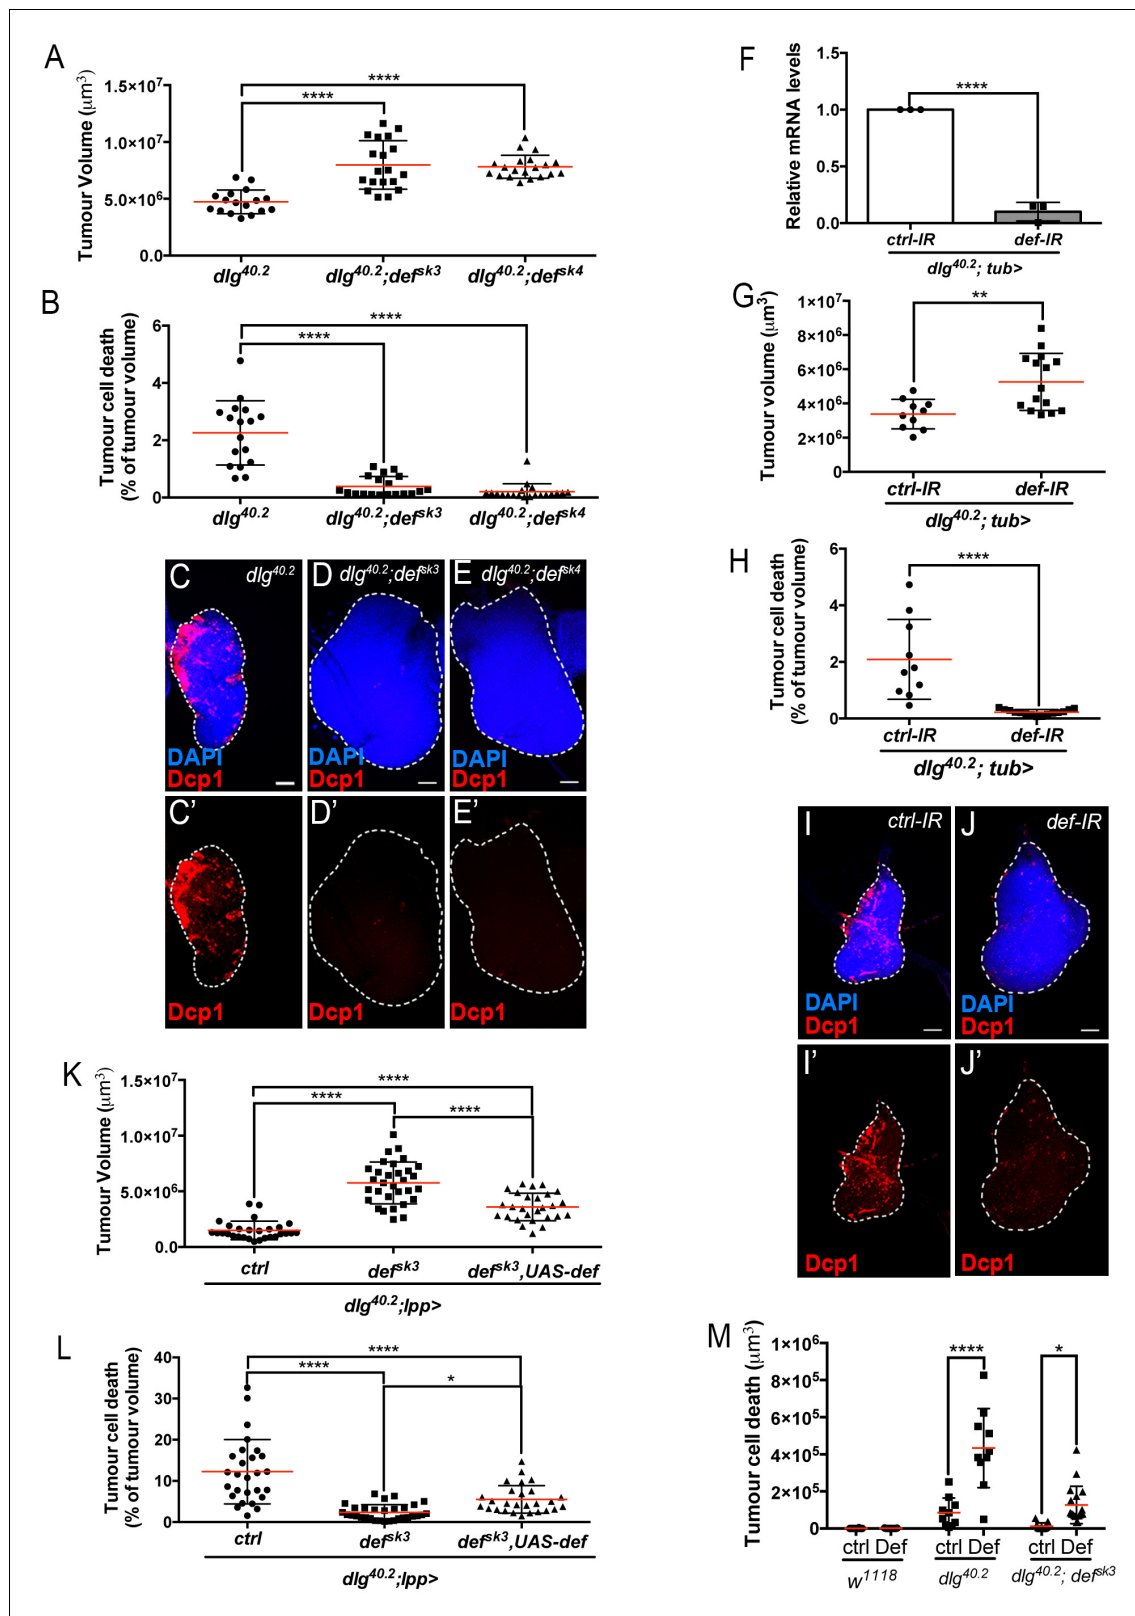 A
Tumour Volume (μm³)
1.5×10⁷
1.0×10⁷
5.0×10⁶
0.0
****
****
dlg⁴⁰·²
dlg⁴⁰·²;defˢᵏ³
dlg⁴⁰·²;defˢᵏ⁴
B
Tumour cell death
(% of tumour volume)
6
4
2
0
****
****
dlg⁴⁰·²
dlg⁴⁰·²;defˢᵏ³
dlg⁴⁰·²;defˢᵏ⁴
C
dlg⁴⁰·²
DAPI
Dcp1
D
dlg⁴⁰·²;defˢᵏ³
DAPI
Dcp1
E
dlg⁴⁰·²;defˢᵏ⁴
DAPI
Dcp1
C'
Dcp1
D'
Dcp1
E'
Dcp1
F
Relative mRNA levels
1.5
1.0
0.5
0.0
****
ctrl-IR
def-IR
dlg⁴⁰·²; tub>
G
Tumour volume (μm³)
1×10⁷
8×10⁶
6×10⁶
4×10⁶
2×10⁶
0
**
ctrl-IR
def-IR
dlg⁴⁰·²; tub>
H
Tumour cell death
(% of tumour volume)
6
4
2
0
****
ctrl-IR
def-IR
dlg⁴⁰·²; tub>
I
ctrl-IR
DAPI
Dcp1
J
def-IR
DAPI
Dcp1
I'
Dcp1
J'
Dcp1
K
Tumour Volume (μm³)
1.5×10⁷
1.0×10⁷
5.0×10⁶
0.0
****
****
****
ctrl
defˢᵏ³
defˢᵏ³,UAS-def
dlg⁴⁰·²;lpp>
L
Tumour cell death
(% of tumour volume)
40
30
20
10
0
****
****
*
ctrl
defˢᵏ³
defˢᵏ³,UAS-def
dlg⁴⁰·²;lpp>
M
Tumour cell death (μm³)
1×10⁶
8×10⁵
6×10⁵
4×10⁵
2×10⁵
0
****
*
ctrl Def
ctrl Def
ctrl Def
w¹¹¹⁸
dlg⁴⁰·²
dlg⁴⁰·²; defˢᵏ³